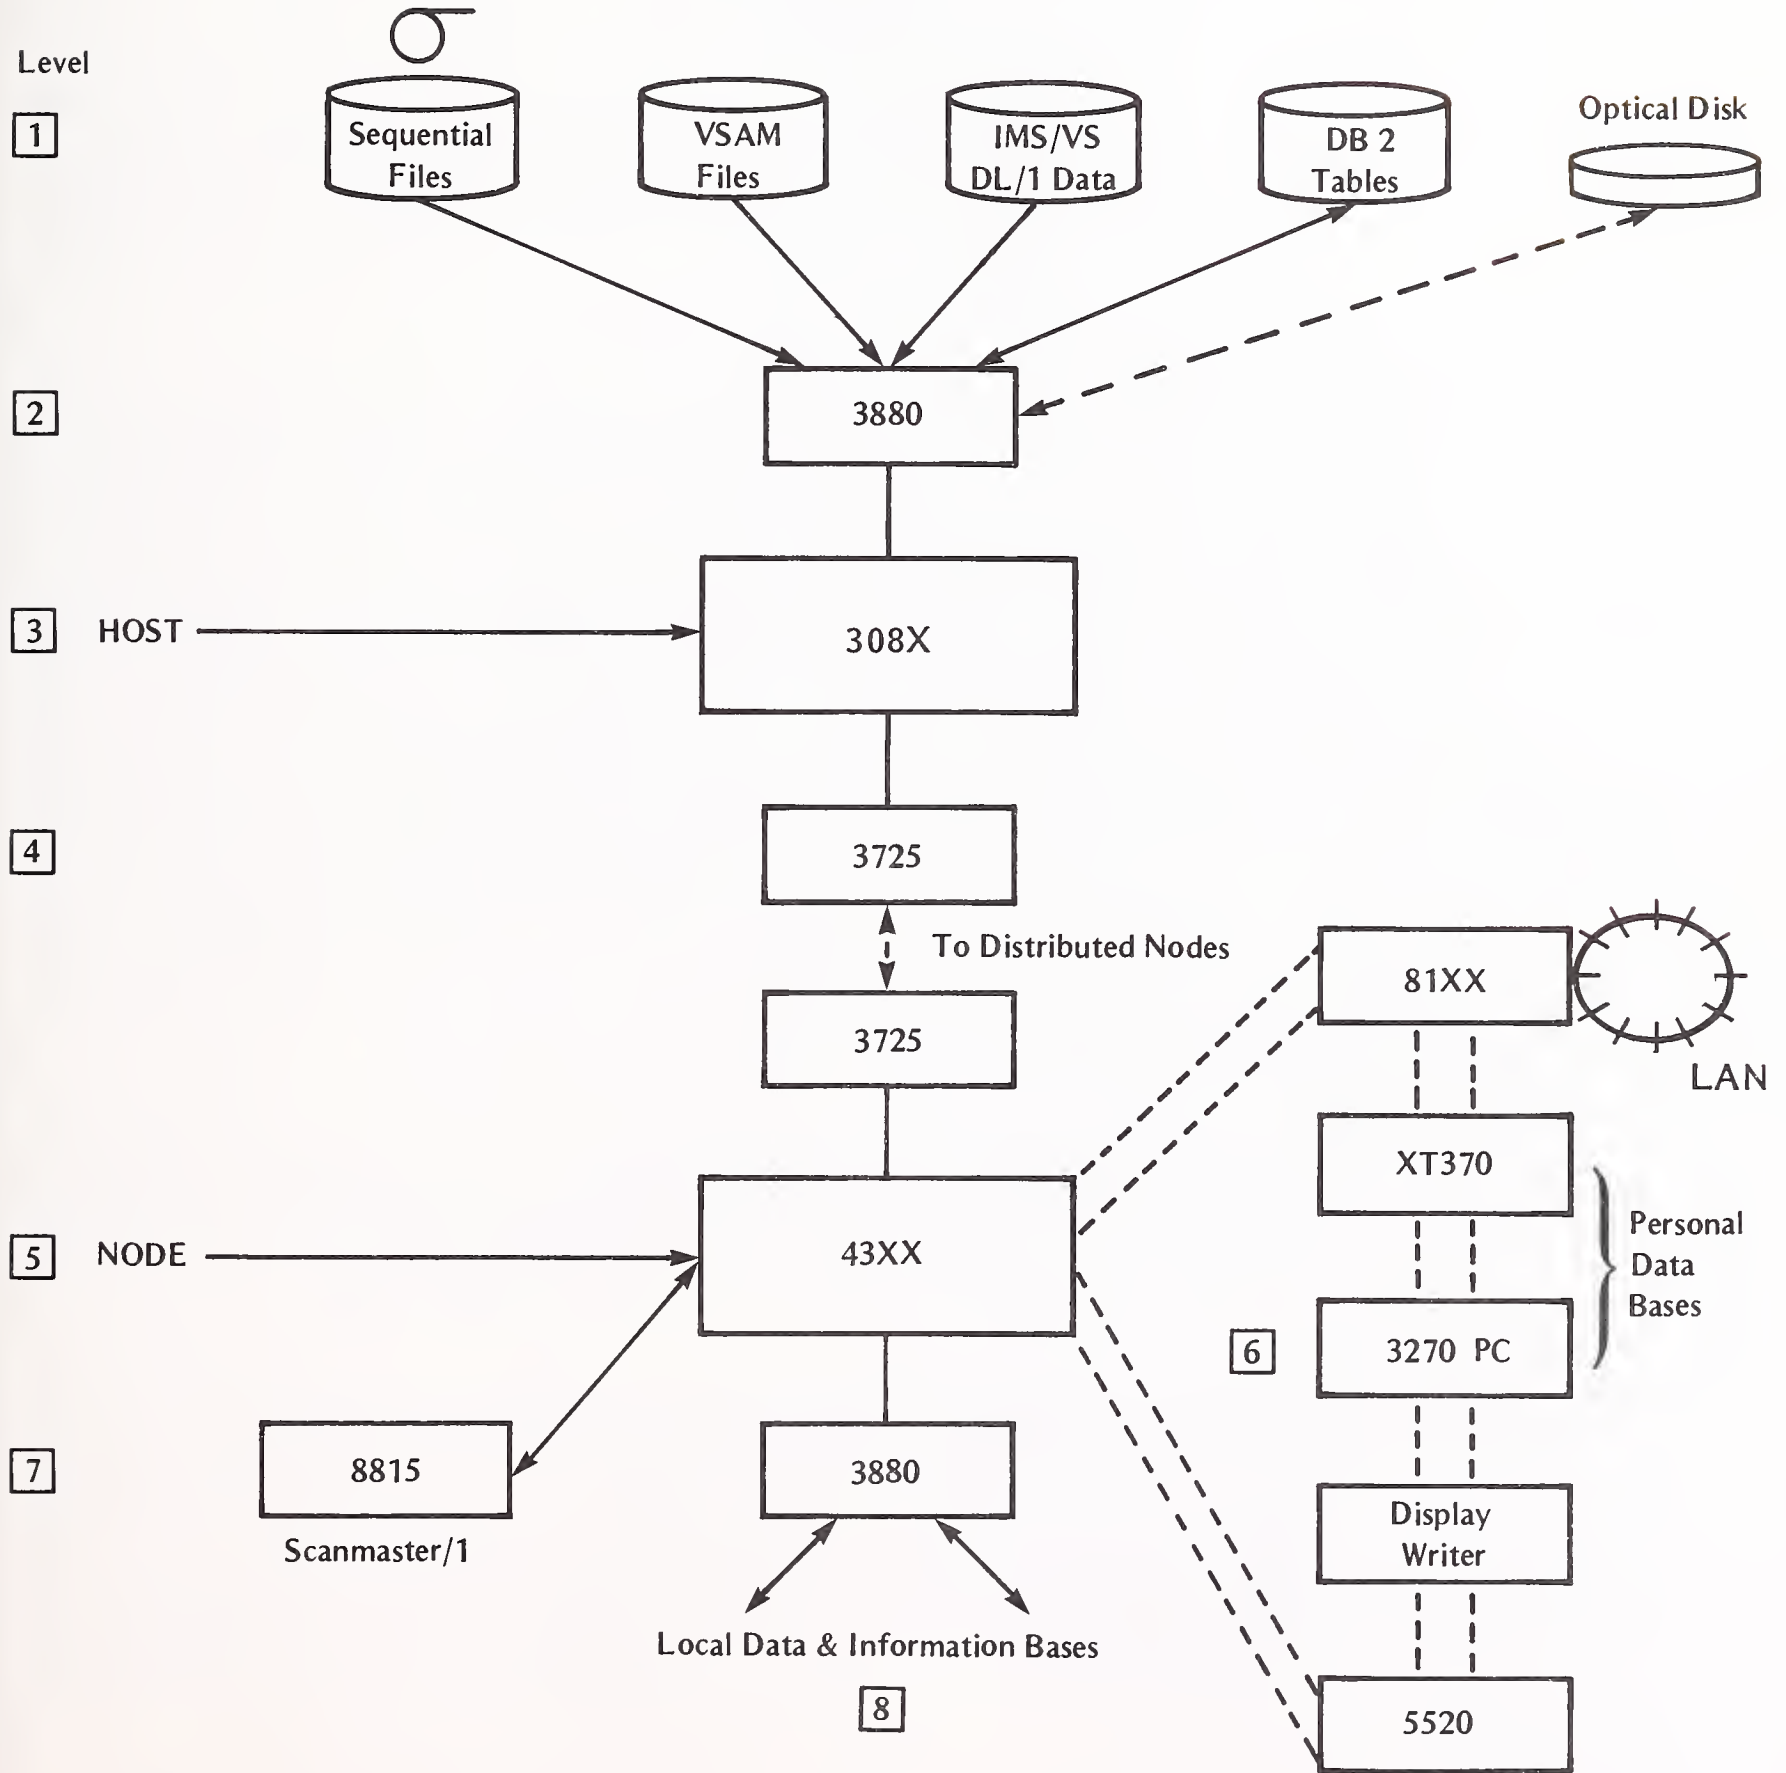 Level
1
Sequential
Files
VSAM
Files
IMS/VS
DL/1 Data
DB 2
Tables
Optical Disk
2
3880
3
HOST
308X
4
3725
To Distributed Nodes
3725
81XX
LAN
XT370
Personal
Data
Bases
5
NODE
43XX
6
3270 PC
7
8815
Scanmaster/1
3880
Display
Writer
Local Data & Information Bases
8
5520